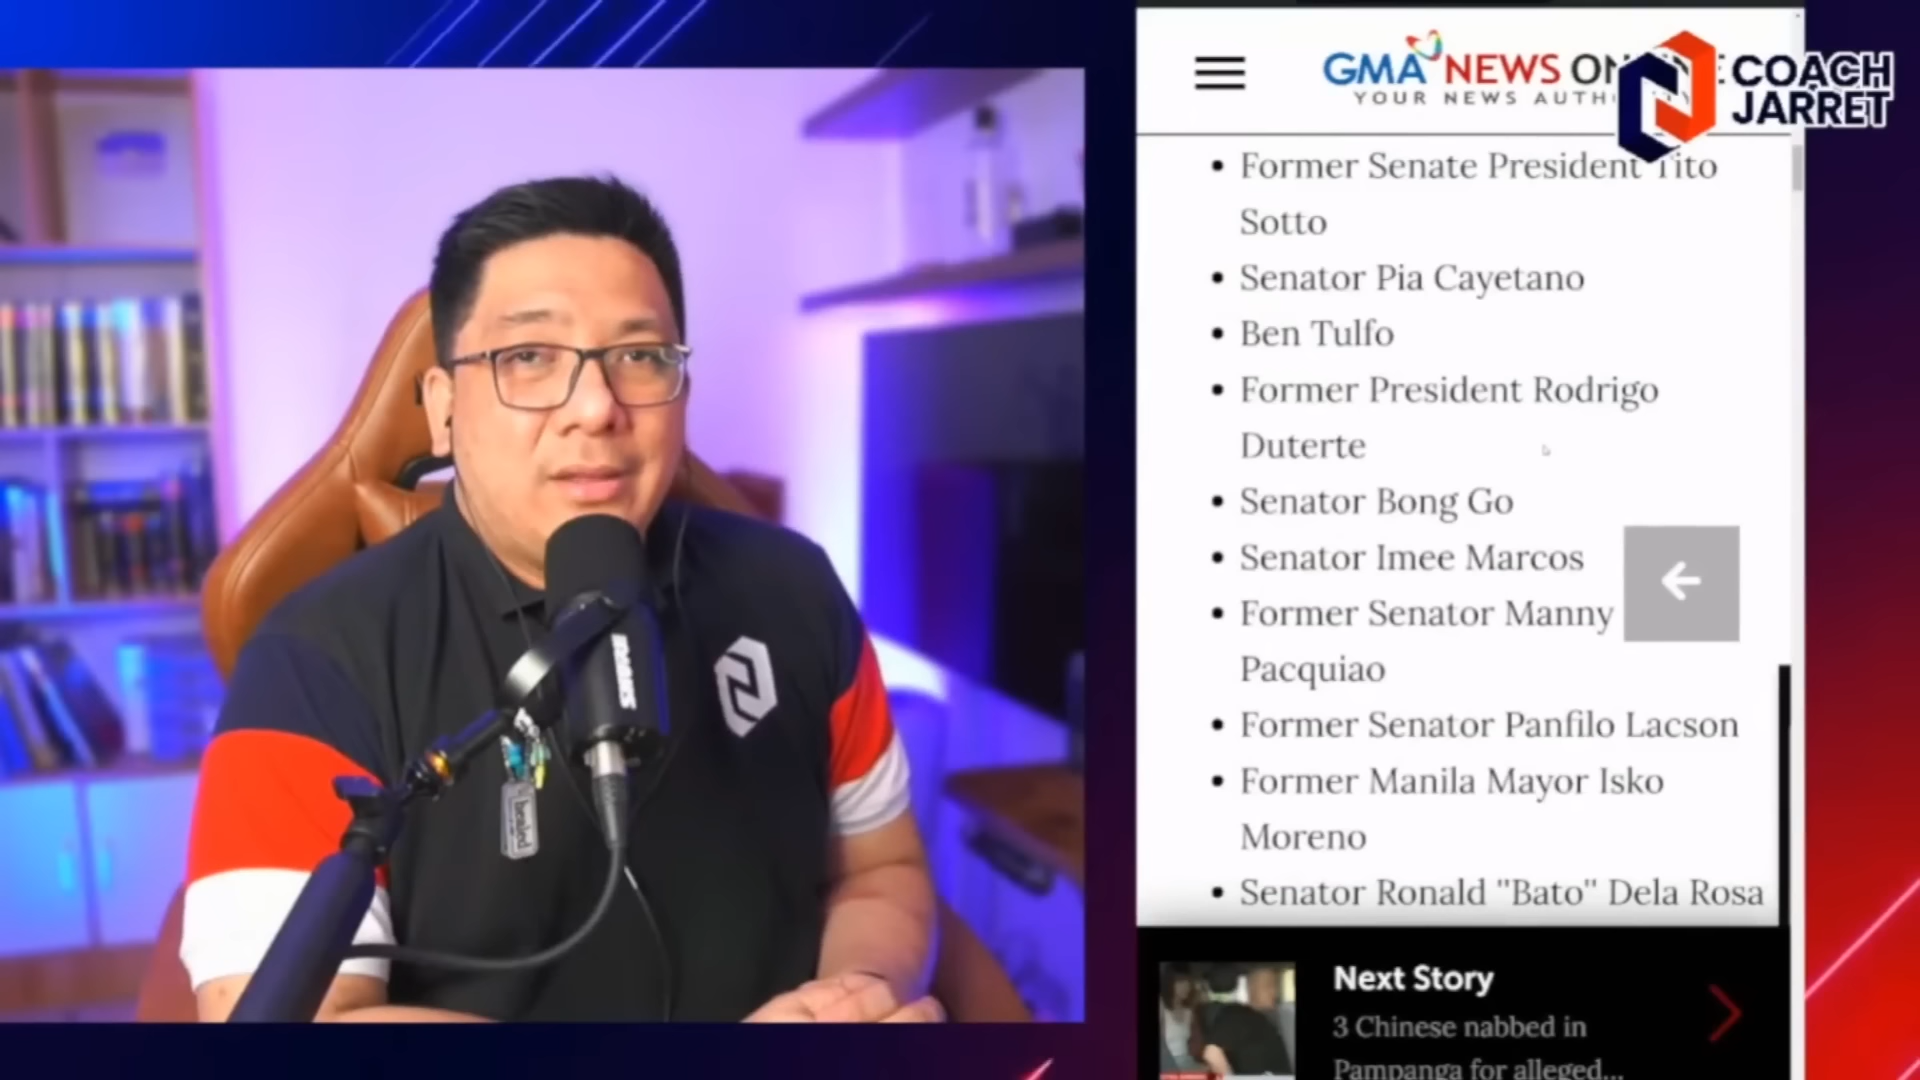 GMA NEWS ON
YOUR NEWS AUTH
COACH
JARRET
• Former Senate President Tito
Sotto
• Senator Pia Cayetano
• Ben Tulfo
• Former President Rodrigo
Duterte
• Senator Bong Go
• Senator Imee Marcos
• Former Senator Manny
Pacquiao
• Former Senator Panfilo Lacson
• Former Manila Mayor Isko
Moreno
• Senator Ronald "Bato" Dela Rosa
Next Story
3 Chinese nabbed in
Pampanga for alleged...
healed